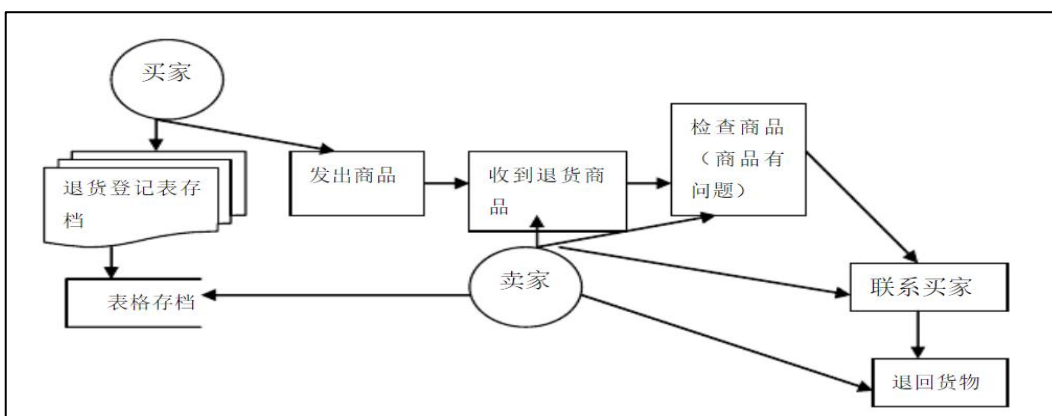 买家
退货登记表存
档
发出商品
收到退货商
品
检查商品
（商品有
问题）
表格存档
卖家
联系买家
退回货物